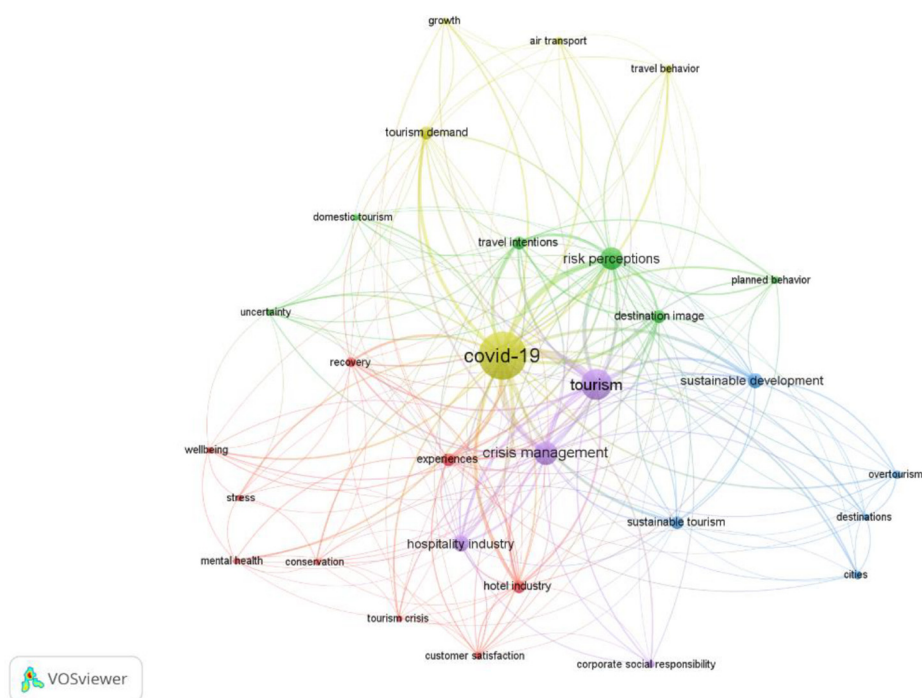 growth
air transport
travel behavior
tourism demand
domestic tourism
travel intentions
risk perceptions
planned behavior
uncertainty
destination image
covid-19
recovery
tourism
sustainable development
wellbeing
experiences
crisis management
overtourism
stress
destinations
sustainable tourism
hospitality industry
mental health
conservation
cities
hotel industry
tourism crisis
customer satisfaction
corporate social responsibility
VOSviewer